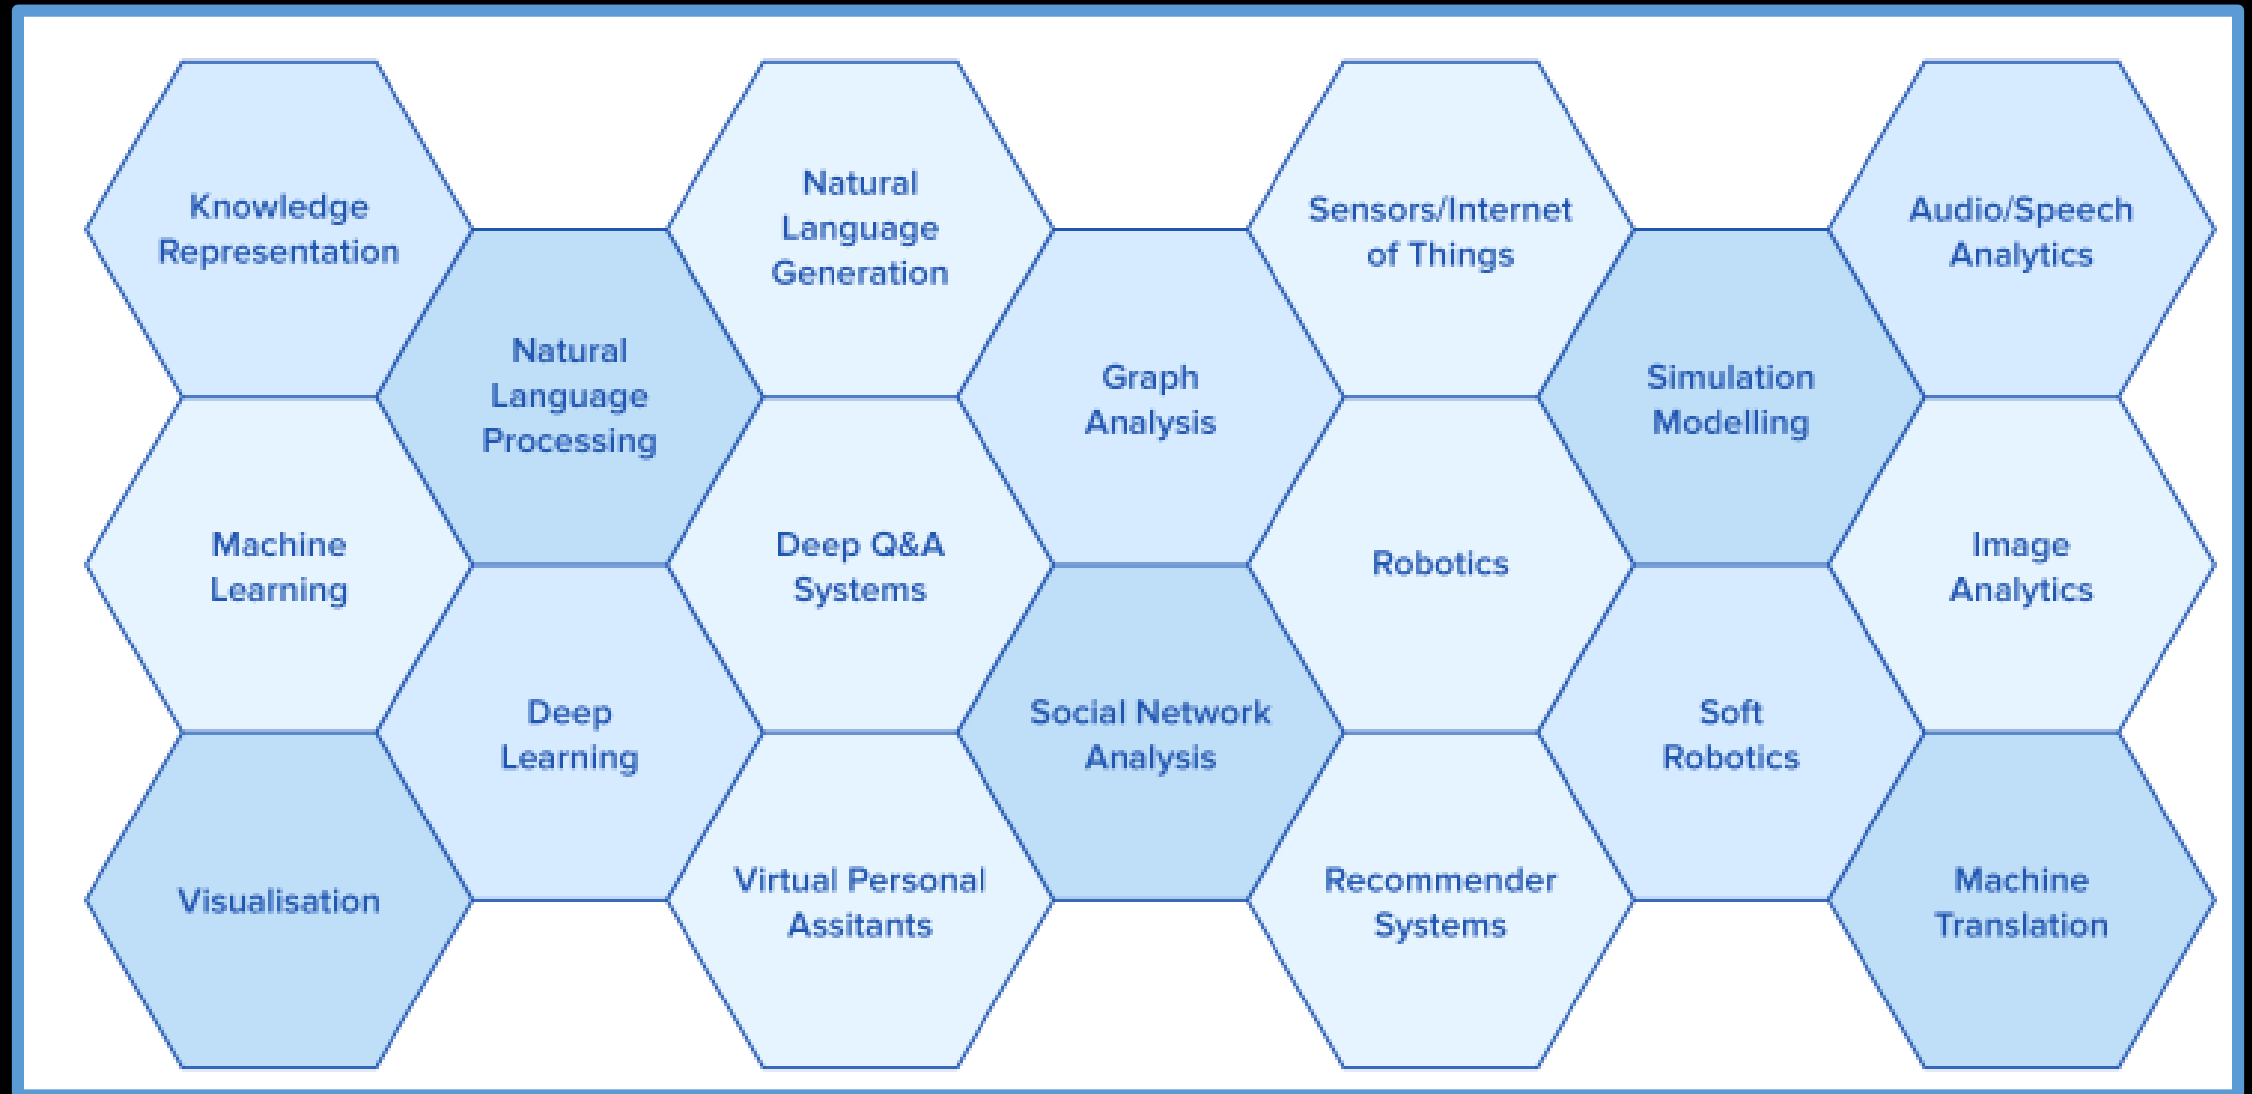 Knowledge
Representation
Machine
Learning
Visualisation
Natural
Language
Processing
Deep
Learning
Natural
Language
Generation
Deep Q&A
Systems
Virtual Personal
Assitants
Graph
Analysis
Social Network
Analysis
Sensors/Internet
of Things
Robotics
Recommender
Systems
Simulation
Modelling
Soft
Robotics
Audio/Speech
Analytics
Image
Analytics
Machine
Translation